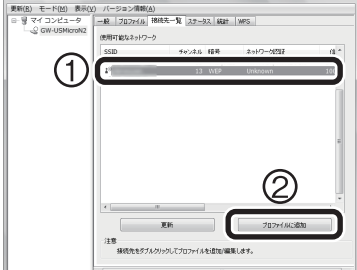 更新(R) モード(M) 表示(V) バージョン情報(A)
マイ コンピュータ
GW-USMicroN2
一般 プロファイル 接続先一覧 ステータス 統計 WPS
使用可能なネットワーク
SSID チャンネル 暗号 ネットワーク認証
① 13 WEP Unknown 100
②
更新 プロファイルに追加
注意
接続先をダブルクリックしてプロファイルを追加/編集します。